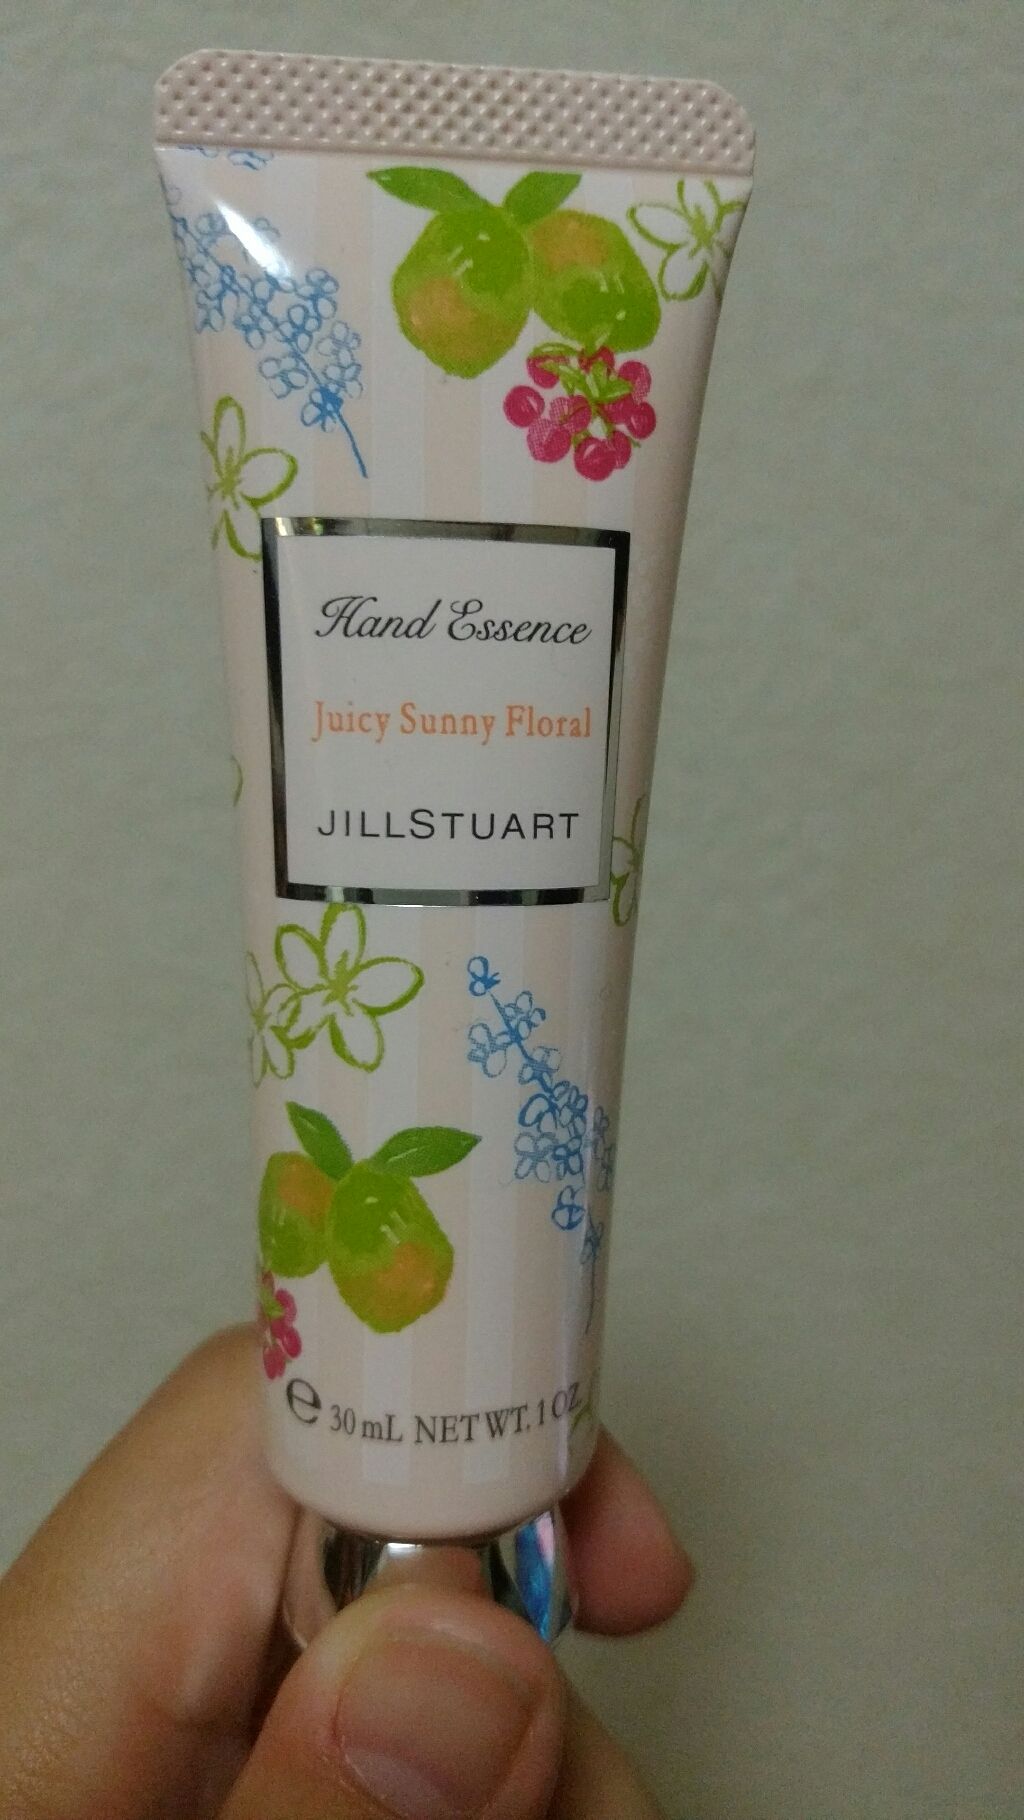 Hand Essence
Juicy Sunny Floral
JILLSTUART
℮ 30 mL NET WT. 1 OZ.